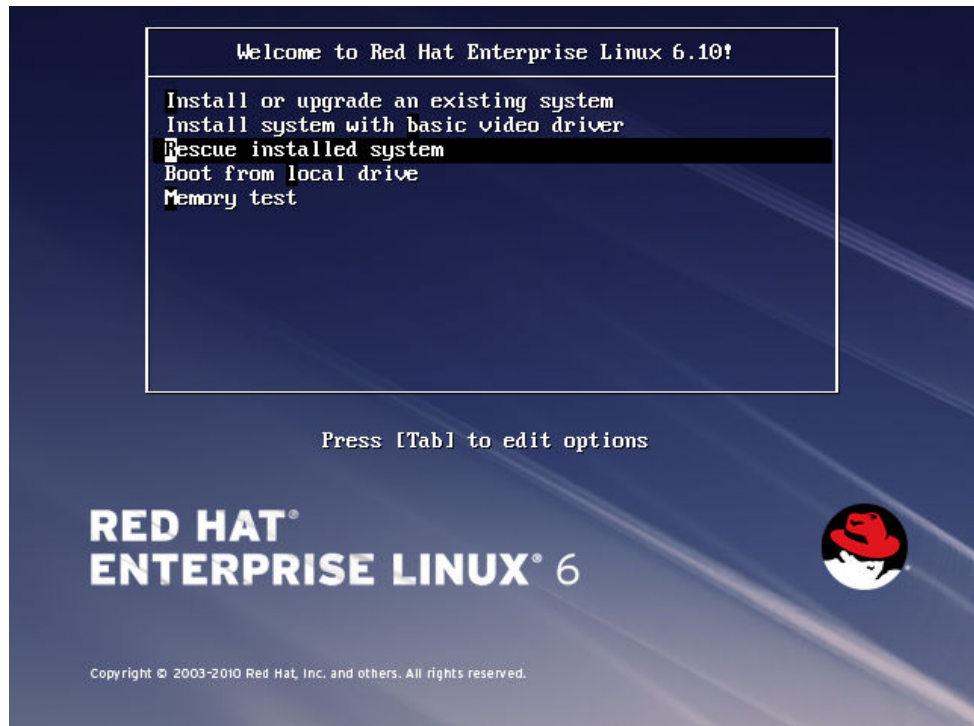 Welcome to Red Hat Enterprise Linux 6.10!
Install or upgrade an existing system
Install system with basic video driver
Rescue installed system
Boot from local drive
Memory test
Press [Tab] to edit options
RED HAT®
ENTERPRISE LINUX® 6
Copyright © 2003-2010 Red Hat, Inc. and others. All rights reserved.